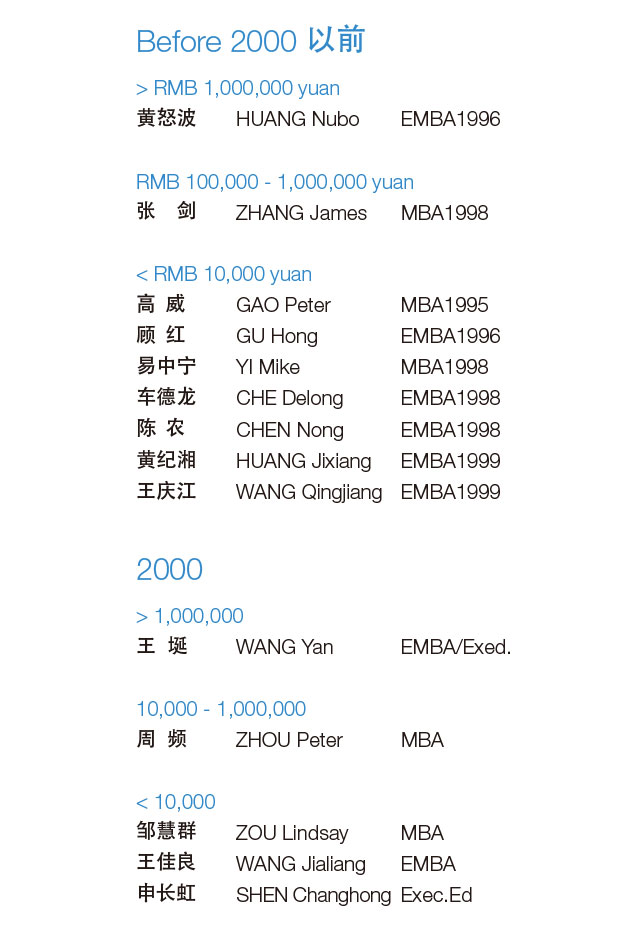 Before 2000 以前
> RMB 1,000,000 yuan
黄怒波 HUANG Nubo EMBA1996
RMB 100,000 - 1,000,000 yuan
张 剑 ZHANG James MBA1998
< RMB 10,000 yuan
高 威 GAO Peter MBA1995
顾 红 GU Hong EMBA1996
易中宁 YI Mike MBA1998
车德龙 CHE Delong EMBA1998
陈 农 CHEN Nong EMBA1998
黄纪湘 HUANG Jixiang EMBA1999
王庆江 WANG Qingjiang EMBA1999
2000
> 1,000,000
王 埏 WANG Yan EMBA/Exed.
10,000 - 1,000,000
周 频 ZHOU Peter MBA
< 10,000
邹慧群 ZOU Lindsay MBA
王佳良 WANG Jialiang EMBA
申长虹 SHEN Changhong Exec.Ed